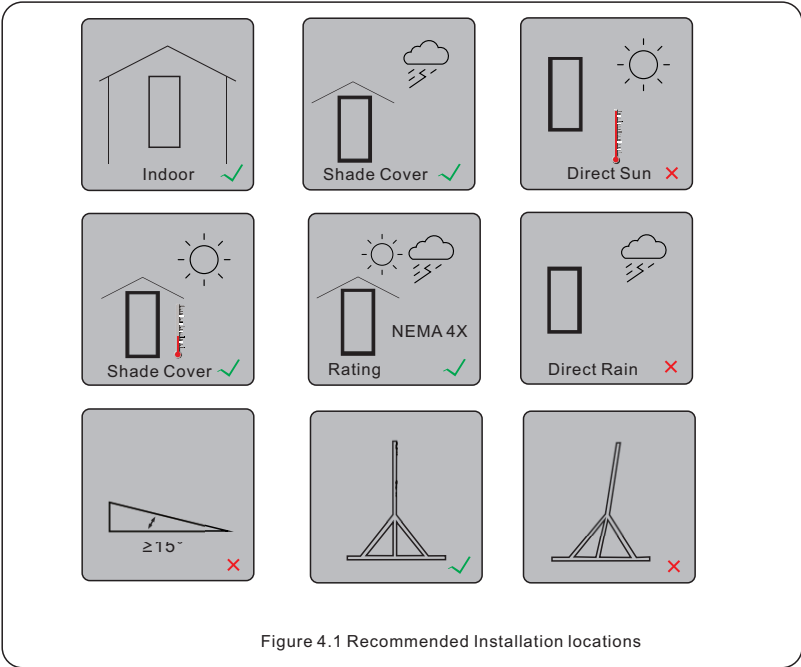 Indoor
Shade Cover
Direct Sun
Shade Cover
NEMA 4X
Rating
Direct Rain
≥15°
Figure 4.1 Recommended Installation locations